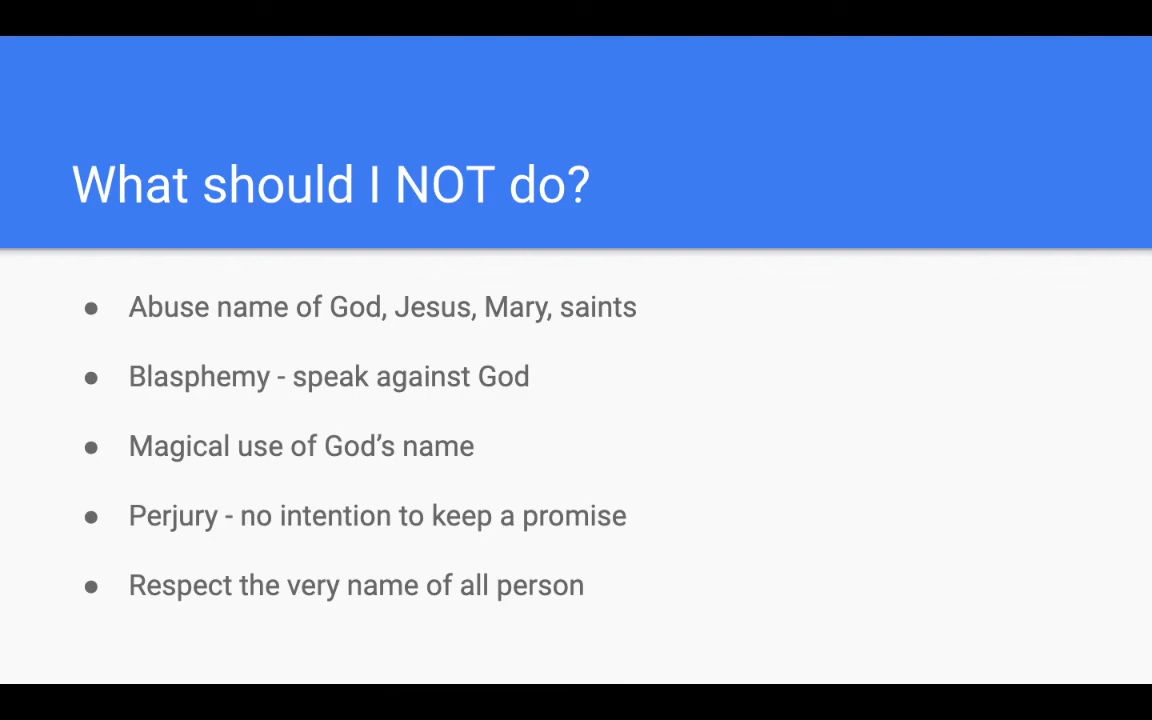 What should I NOT do?
● Abuse name of God, Jesus, Mary, saints
● Blasphemy - speak against God
● Magical use of God’s name
● Perjury - no intention to keep a promise
● Respect the very name of all person